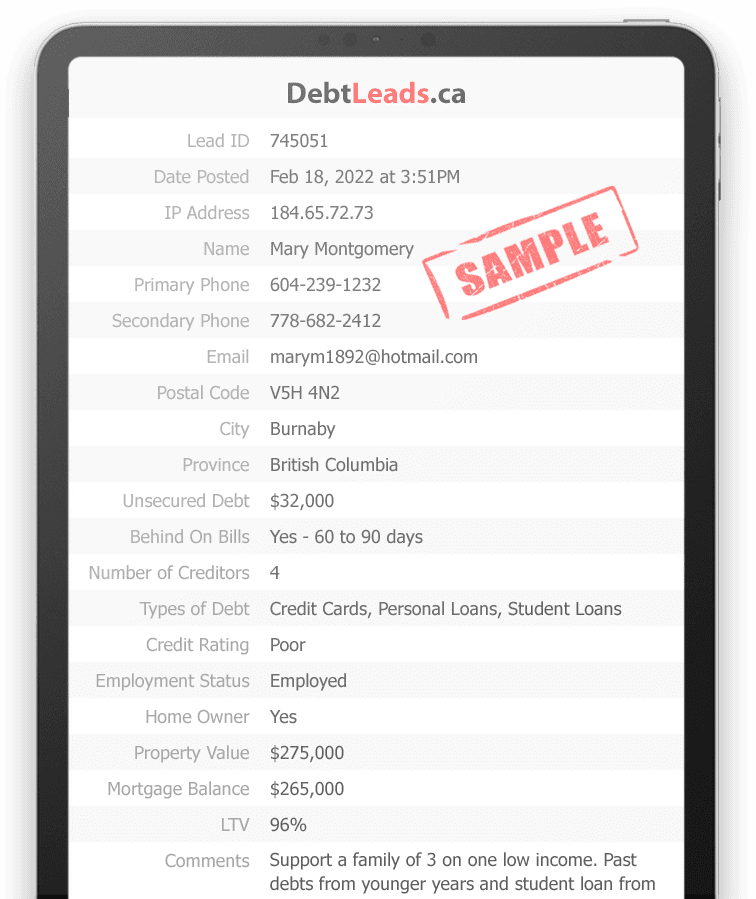 DebtLeads.ca
Lead ID 745051
Date Posted Feb 18, 2022 at 3:51PM
IP Address 184.65.72.73
Name Mary Montgomery
SAMPLE
Primary Phone 604-239-1232
Secondary Phone 778-682-2412
Email marym1892@hotmail.com
Postal Code V5H 4N2
City Burnaby
Province British Columbia
Unsecured Debt $32,000
Behind On Bills Yes - 60 to 90 days
Number of Creditors 4
Types of Debt Credit Cards, Personal Loans, Student Loans
Credit Rating Poor
Employment Status Employed
Home Owner Yes
Property Value $275,000
Mortgage Balance $265,000
LTV 96%
Comments Support a family of 3 on one low income. Past
debts from younger years and student loan from